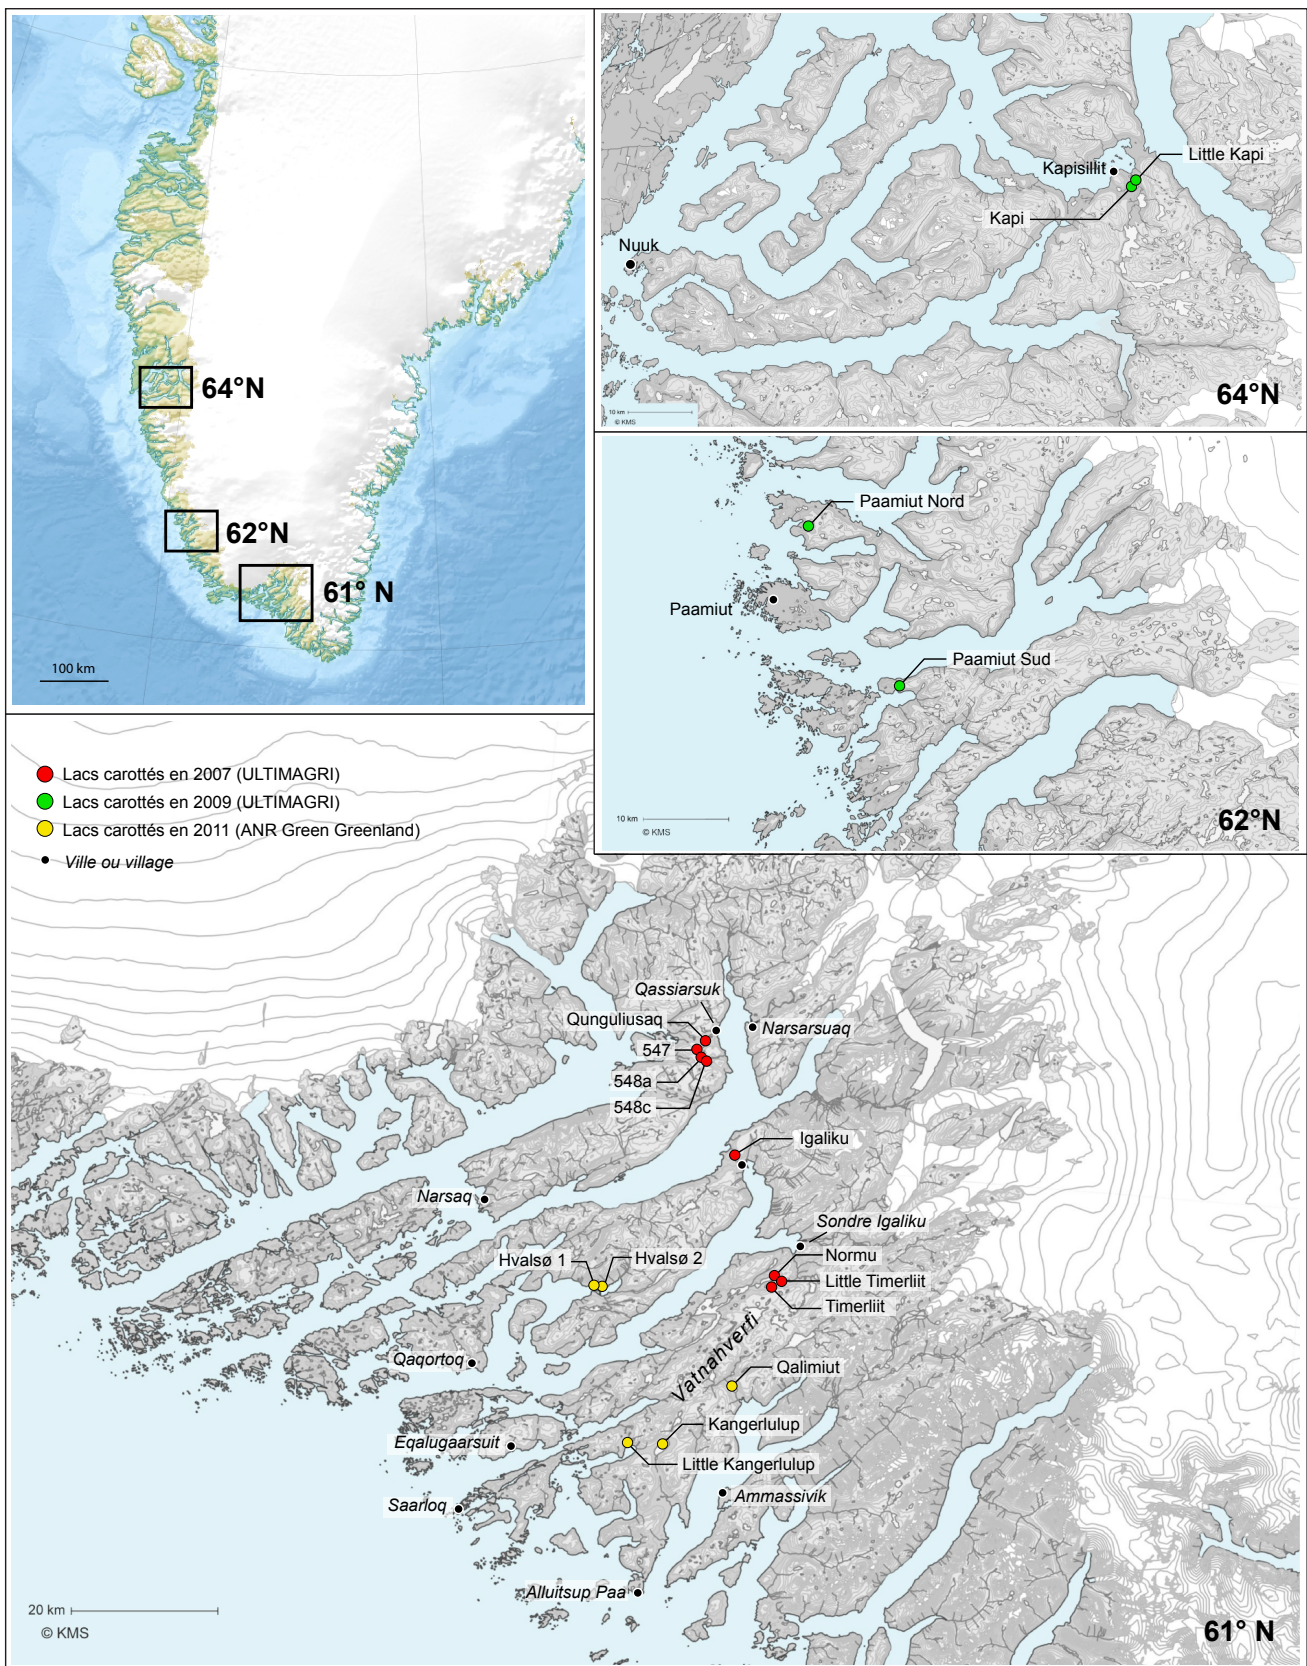 64°N
62°N
61° N
100 km
Little Kapi
Kapisillit
Kapi
Nuuk
64°N
10 km
© KMS
Paamiut Nord
Paamiut
Paamiut Sud
10 km
© KMS
62°N
Lacs carottés en 2007 (ULTIMAGRI)
Lacs carottés en 2009 (ULTIMAGRI)
Lacs carottés en 2011 (ANR Green Greenland)
Ville ou village
Qassiarsuk
Qunguliusaq
Narsarsuaq
547
548a
548c
Igaliku
Narsaq
Sondre Igaliku
Normu
Hvalsø 1
Hvalsø 2
Little Timerliit
Timerliit
Vatnahverfi
Qaqortoq
Qalimiut
Kangerlulup
Eqalugaarsuit
Little Kangerlulup
Ammassivik
Saarloq
Alluitsup Paa
20 km
© KMS
61° N